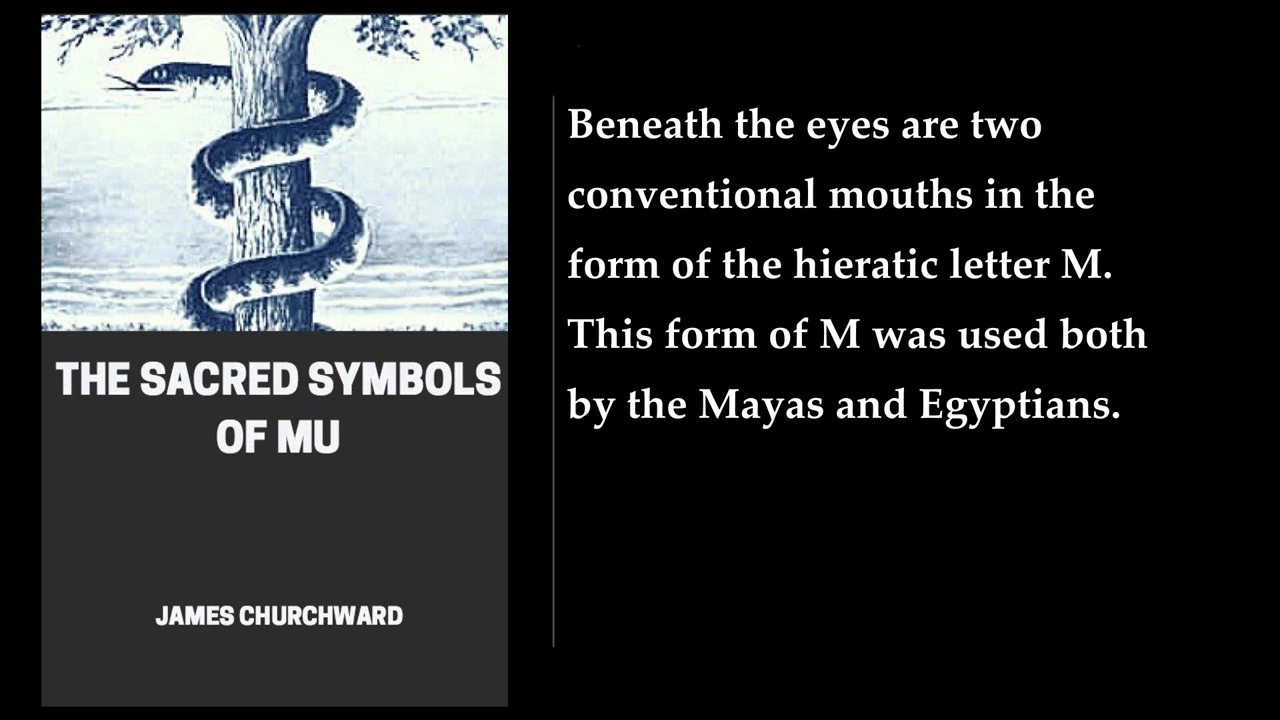 THE SACRED SYMBOLS
OF MU
JAMES CHURCHWARD
Beneath the eyes are two
conventional mouths in the
form of the hieratic letter M.
This form of M was used both
by the Mayas and Egyptians.